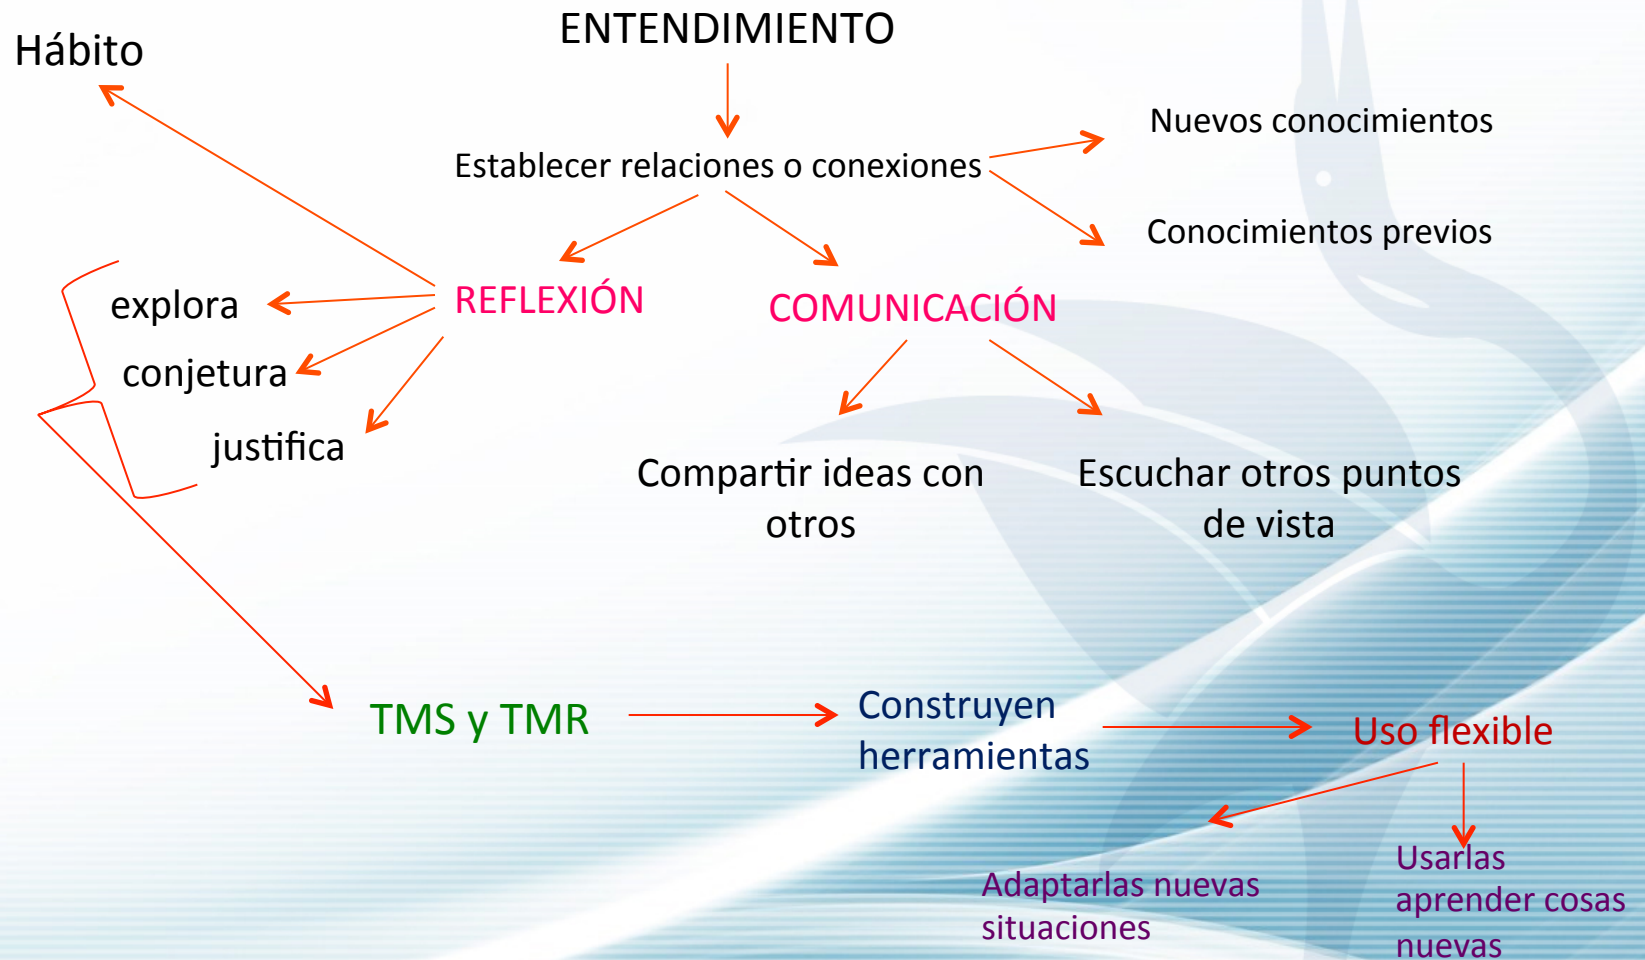 ENTENDIMIENTO
Hábito
Nuevos conocimientos
Establecer relaciones o conexiones
Conocimientos previos
REFLEXIÓN
COMUNICACIÓN
explora
conjetura
justifica
Compartir ideas con
otros
Escuchar otros puntos
de vista
TMS y TMR
Construyen
herramientas
Uso flexible
Adaptarlas nuevas
situaciones
Usarlas
aprender cosas
nuevas